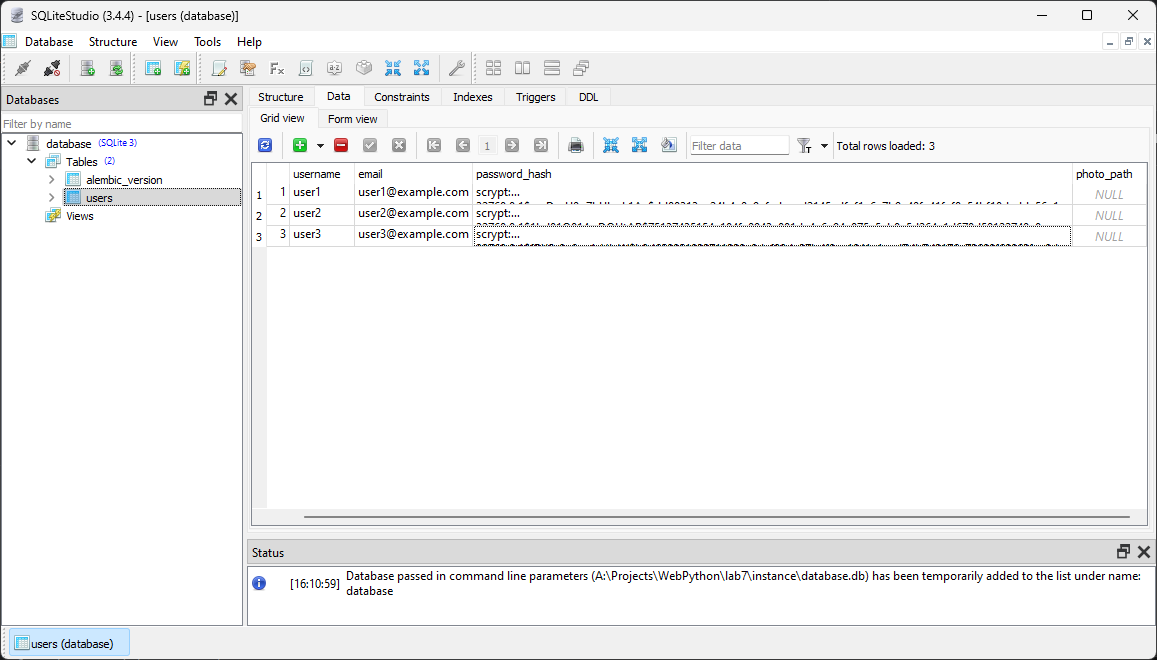 SQLiteStudio (3.4.4) - [users (database)]
Database Structure View Tools Help
Databases
Filter by name
database (SQLite 3)
Tables (2)
alembic_version
users
Views
Structure Data Constraints Indexes Triggers DDL
Grid view Form view
1 Filter data Total rows loaded: 3
username email password_hash photo_path
1 1 user1 user1@example.com scrypt:... NULL
2 2 user2 user2@example.com scrypt:... NULL
3 3 user3 user3@example.com scrypt:... NULL
Status
[16:10:59] Database passed in command line parameters (A:\Projects\WebPython\lab7\instance\database.db) has been temporarily added to the list under name:
database
users (database)